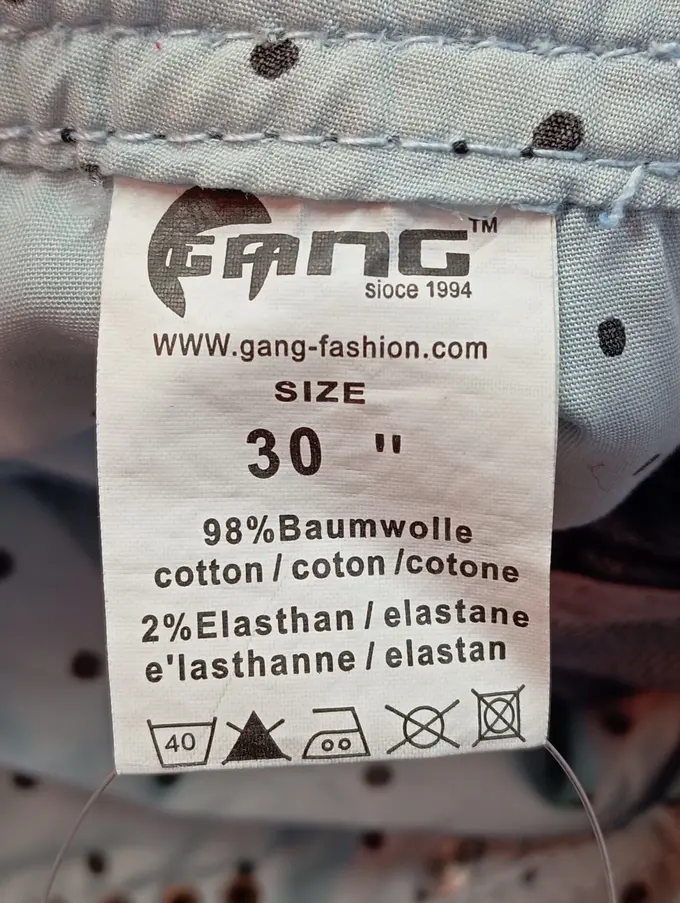 GANG™
sioce 1994
WWW.gang-fashion.com
SIZE
30 "
98%Baumwolle
cotton / coton /cotone
2%Elasthan / elastane
e'lasthanne / elastan
40